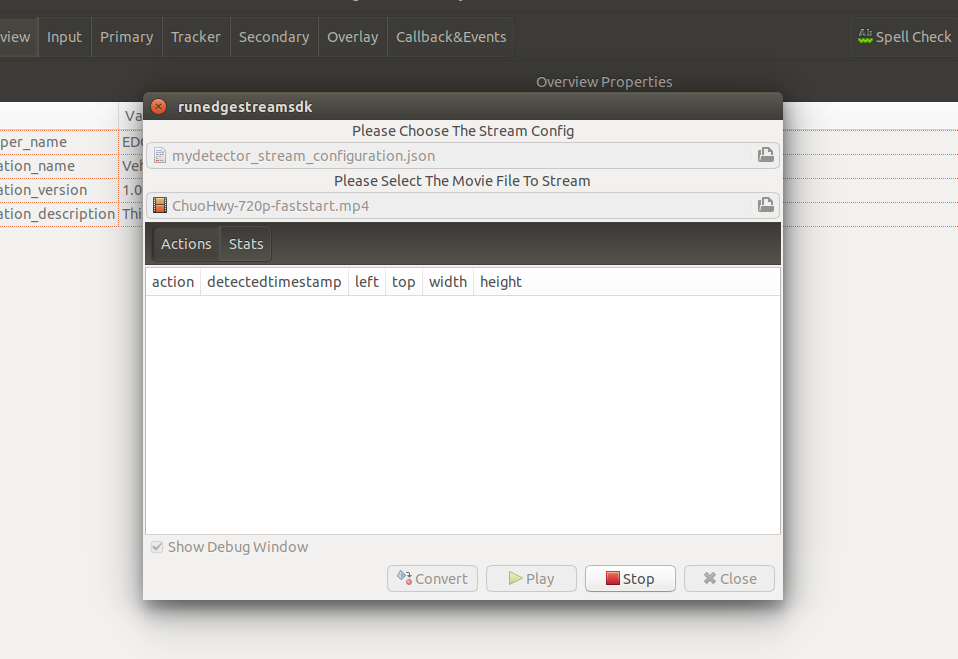 view Input Primary Tracker Secondary Overlay Callback&Events Spell Check
Overview Properties
runedgestreamsdk
Please Choose The Stream Config
mydetector_stream_configuration.json
Please Select The Movie File To Stream
ChuoHwy-720p-faststart.mp4
Actions Stats
action detectedtimestamp left top width height
Show Debug Window
Convert Play Stop Close
Va
per_name ED
ation_name Veh
ation_version 1.0
ation_description Thi